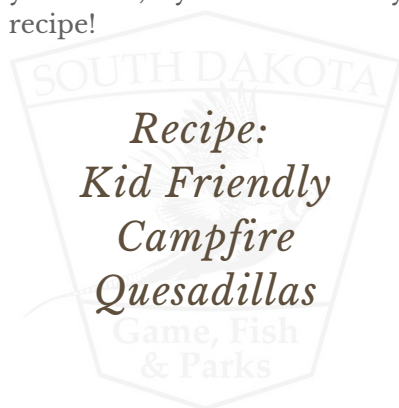 recipe!
SOUTH DAKOTA
Recipe:
Kid Friendly
Campfire
Quesadillas
Game, Fish
& Parks